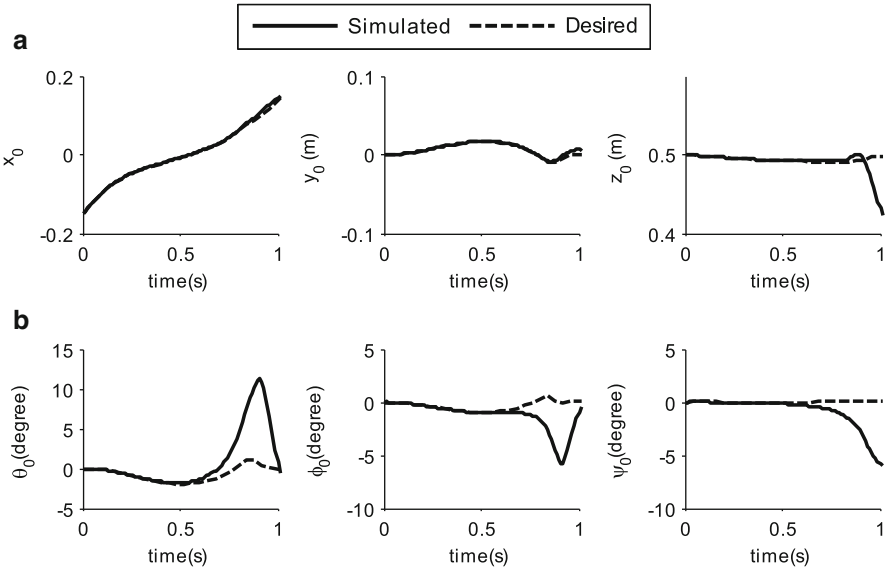 Simulated Desired
a
0.2 0.1
x0 0 y0 (m) 0 z0 (m) 0.5
-0.2 -0.1 0.4
0 0.5 1 0 0.5 1 0 0.5 1
time(s) time(s) time(s)
b
15 5 5
10
θ0(degree) 5 ϕ0(degree) 0 ψ0(degree) 0
0 -5 -5
-5 -10 -10
0 0.5 1 0 0.5 1 0 0.5 1
time(s) time(s) time(s)